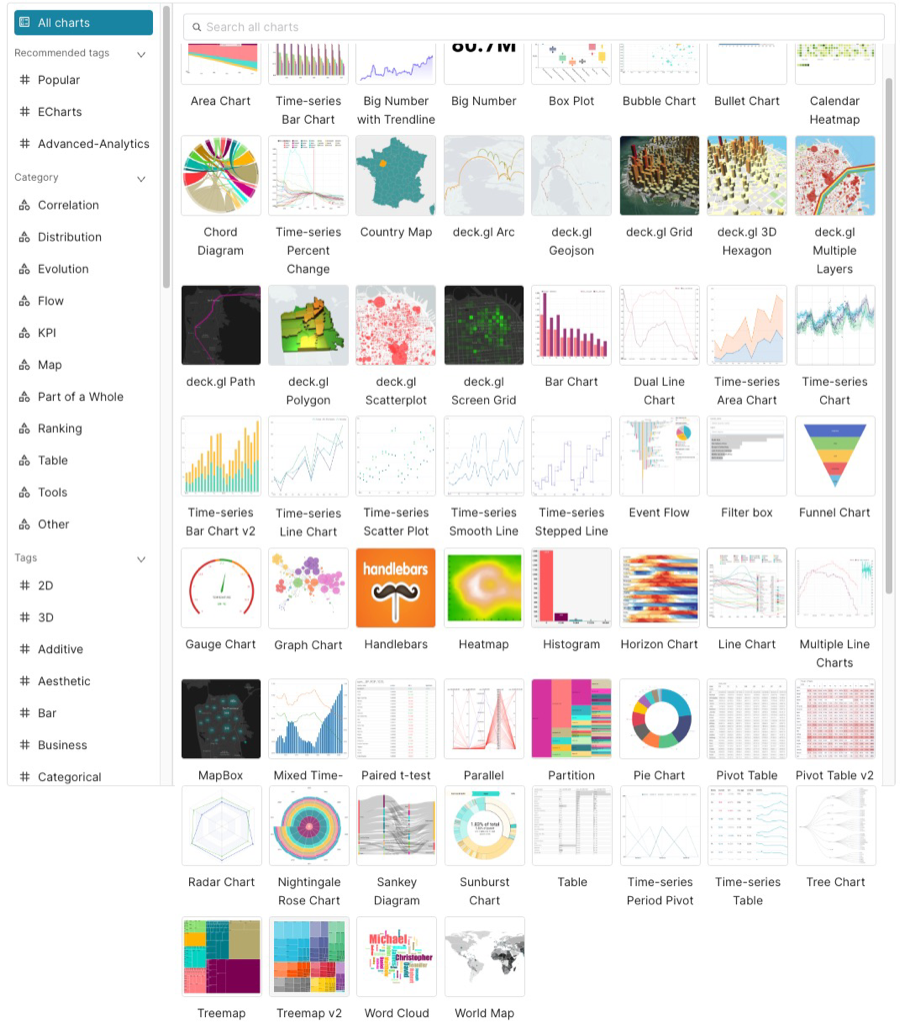 All charts
Recommended tags
# Popular
# ECharts
# Advanced-Analytics
Category
Correlation
Distribution
Evolution
Flow
KPI
Map
Part of a Whole
Ranking
Table
Tools
Other
Tags
# 2D
# 3D
# Additive
# Aesthetic
# Bar
# Business
# Categorical
Search all charts
80.7M
Area Chart
Time-series
Bar Chart
Big Number
with Trendline
Big Number
Box Plot
Bubble Chart
Bullet Chart
Calendar
Heatmap
Chord
Diagram
Time-series
Percent
Change
Country Map
deck.gl Arc
deck.gl
Geojson
deck.gl Grid
deck.gl 3D
Hexagon
deck.gl
Multiple
Layers
deck.gl Path
deck.gl
Polygon
deck.gl
Scatterplot
deck.gl
Screen Grid
Bar Chart
Dual Line
Chart
Time-series
Area Chart
Time-series
Chart
Time-series
Bar Chart v2
Time-series
Line Chart
Time-series
Scatter Plot
Time-series
Smooth Line
Time-series
Stepped Line
Event Flow
Filter box
Funnel Chart
handlebars
Gauge Chart
Graph Chart
Handlebars
Heatmap
Histogram
Horizon Chart
Line Chart
Multiple Line
Charts
MapBox
Mixed Time-
Paired t-test
Parallel
Partition
Pie Chart
Pivot Table
Pivot Table v2
Radar Chart
Nightingale
Rose Chart
Sankey
Diagram
Sunburst
Chart
Table
Time-series
Period Pivot
Time-series
Table
Tree Chart
Michael
Christopher
Treemap
Treemap v2
Word Cloud
World Map